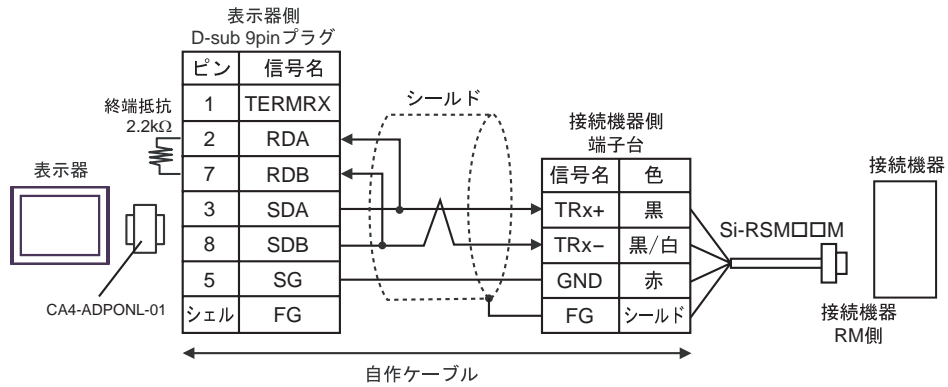 表示器側
D-sub 9pinプラグ
ピン 信号名
1 TERMRX
2 RDA
7 RDB
3 SDA
8 SDB
5 SG
シェル FG
終端抵抗
2.2kΩ
表示器
CA4-ADPONL-01
シールド
接続機器側
端子台
信号名 色
TRx+ 黒
TRx− 黒/白
GND 赤
FG シールド
Si-RSM□□M
接続機器
接続機器
RM側
自作ケーブル